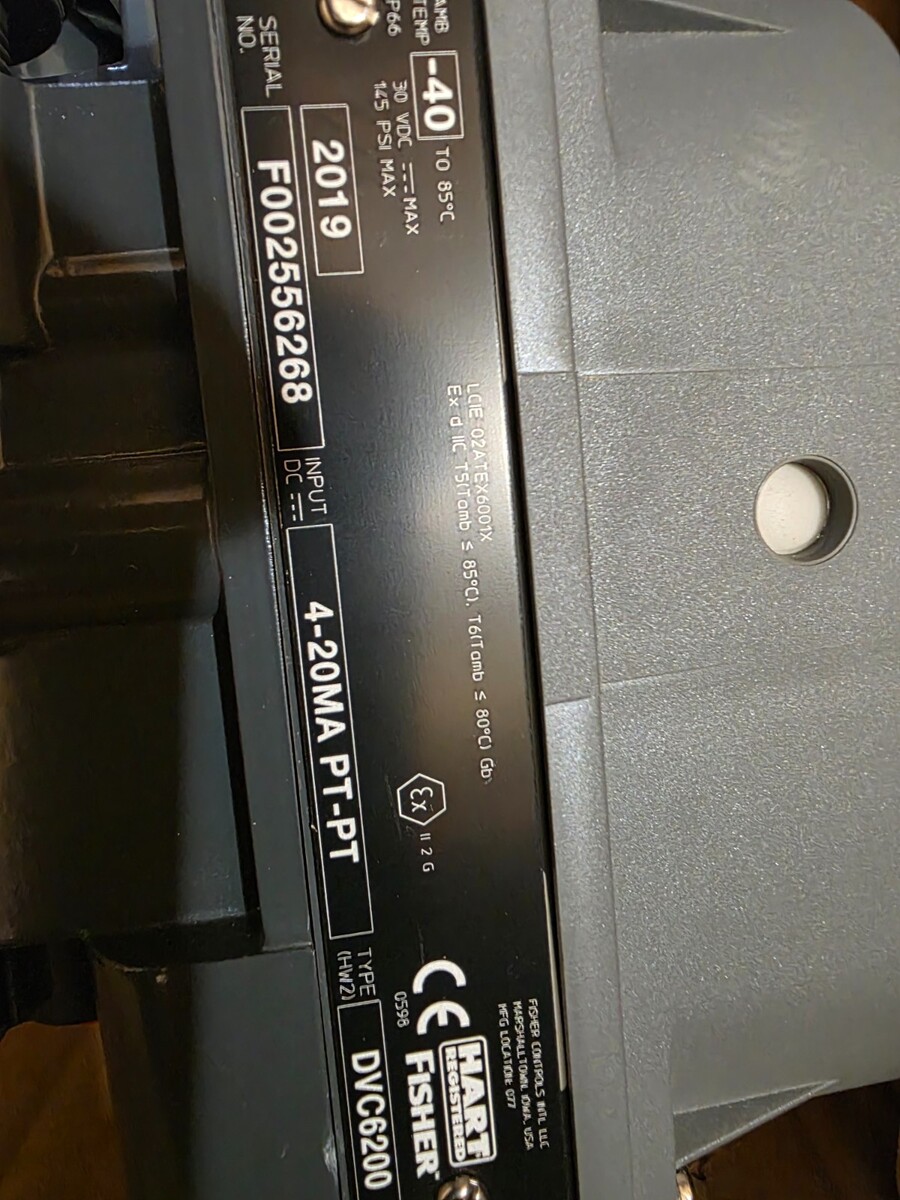 FISHER CONTROLS INTL LLC
MARSHALLTOWN, IOWA, USA
MFG LOCATION: 077
LCIE 02ATEX6001X
Ex d IIC T5(Tamb ≤ 85°C), T6(Tamb ≤ 80°C) Gb
AMB
TEMP -40 TO 85°C
30 VDC MAX
145 PSI MAX
Ex II 2 G
CE
0598
HART
REGISTERED
FISHER
2019
SERIAL
NO. F002556268
INPUT
DC 4-20MA PT-PT
TYPE
(HW2) DVC6200